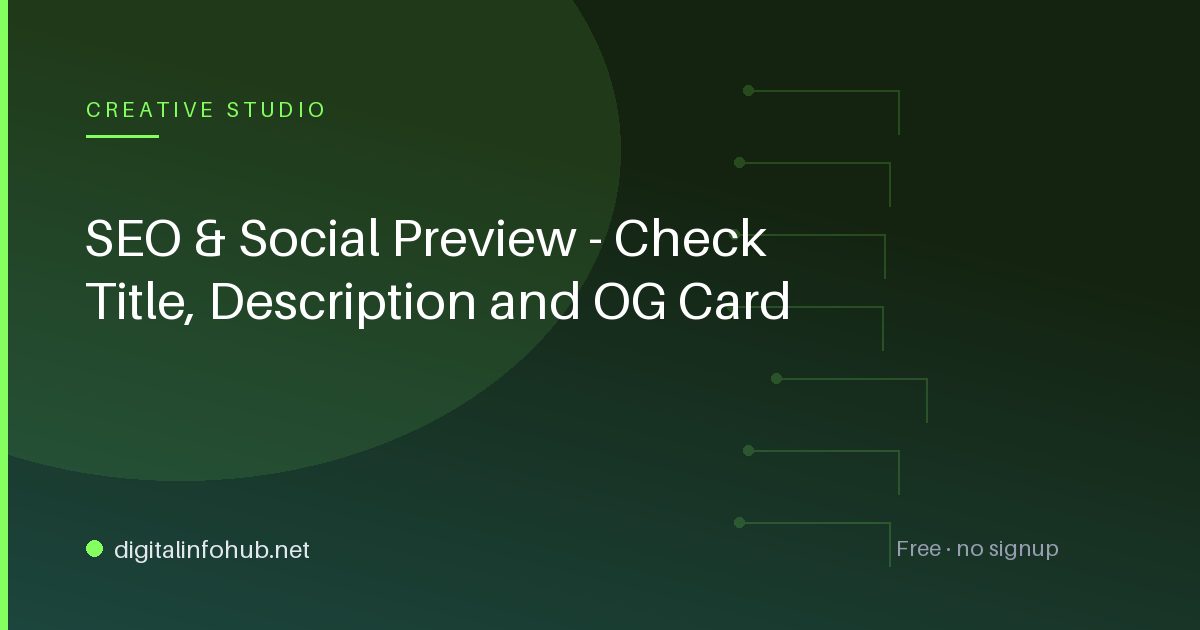 CREATIVE STUDIO
SEO & Social Preview - Check
Title, Description and OG Card
digitalinfohub.net
Free · no signup